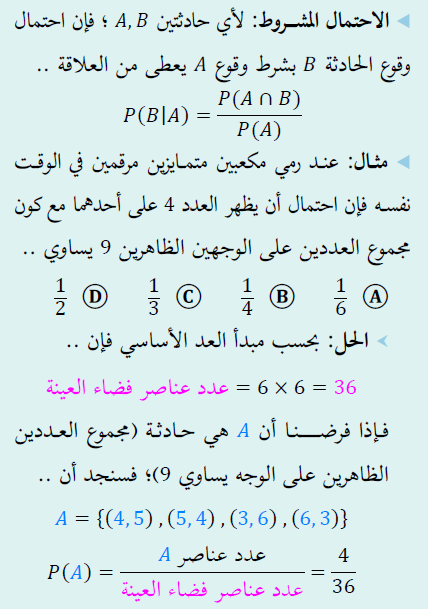 ◄ الاحتمال المشروط: لأي حادثتين A, B ؛ فإن احتمال
وقوع الحادثة B بشرط وقوع A يعطى من العلاقة ..
P(B|A) = P(A ∩ B) / P(A)
◄ مثال: عند رمي مكعبين متمايزين مرقمين في الوقت
نفسه فإن احتمال أن يظهر العدد 4 على أحدهما مع كون
مجموع العددين على الوجهين الظاهرين 9 يساوي ..
Ⓐ 1/6 Ⓑ 1/4 Ⓒ 1/3 Ⓓ 1/2
➤ الحل: بحسب مبدأ العد الأساسي فإن ..
عدد عناصر فضاء العينة = 6 × 6 = 36
فإذا فرضنا أن A هي حادثة (مجموع العددين
الظاهرين على الوجه يساوي 9)؛ فسنجد أن ..
A = {(4, 5) , (5, 4) , (3, 6) , (6, 3)}
P(A) = عدد عناصر A / عدد عناصر فضاء العينة = 4/36